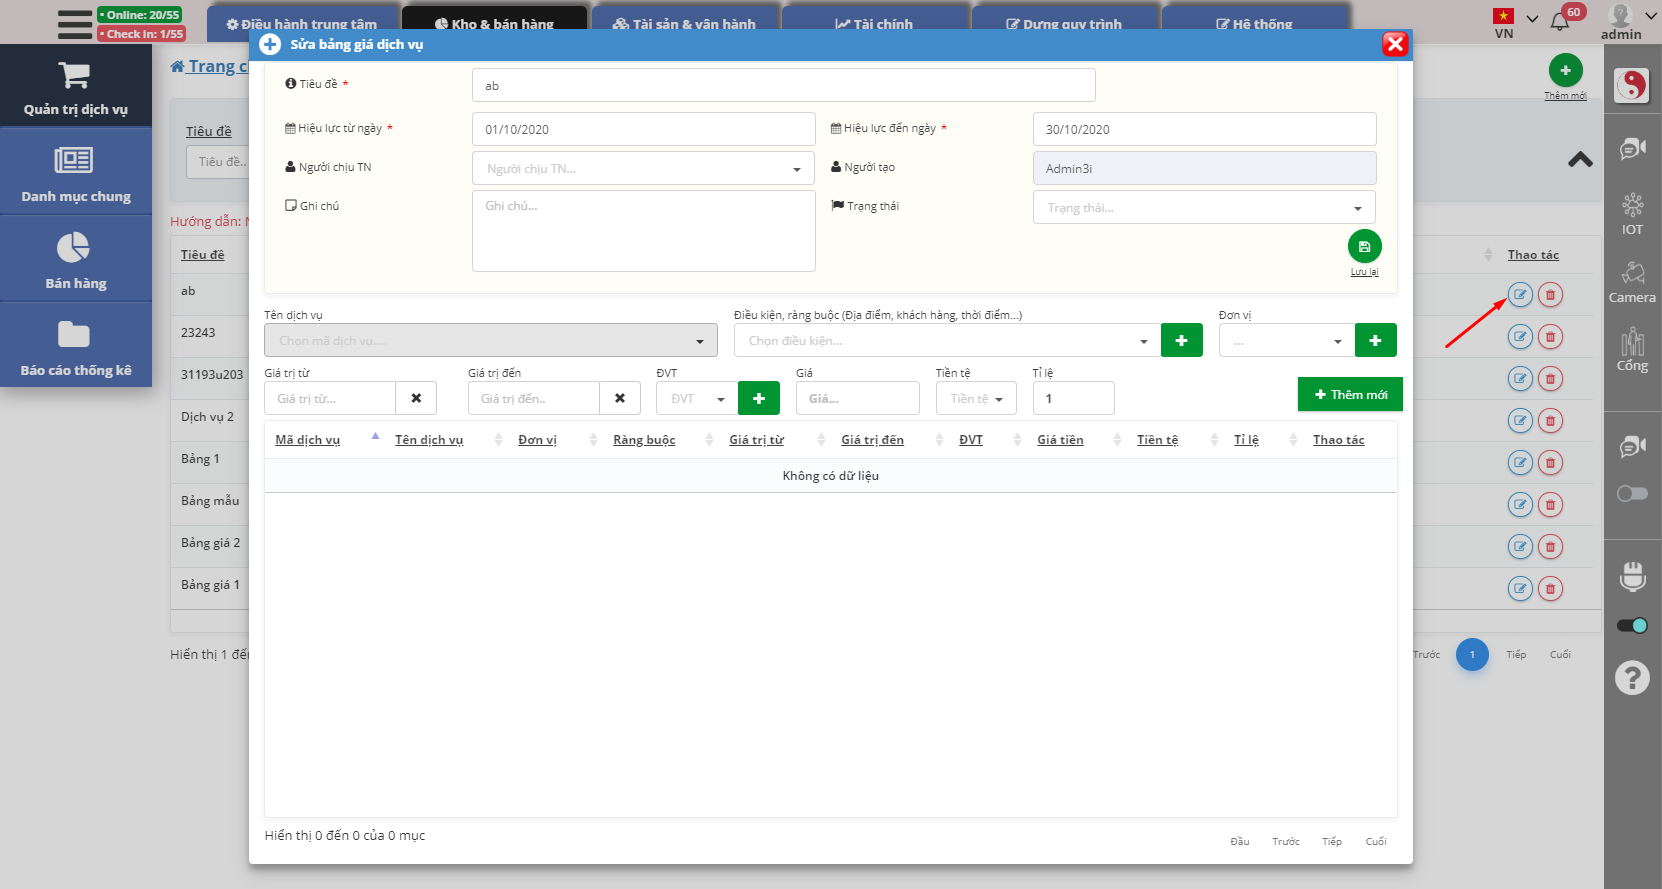 • Online: 20/55
• Check in: 1/55
Điều hành trung tâm
Kho & bán hàng
Tài sản & vận hành
Tài chính
Dựng quy trình
Hệ thống
VN
60
admin
Quản trị dịch vụ
Danh mục chung
Bán hàng
Báo cáo thống kê
Trang
Thêm mới
Tiêu đề
Tiêu đề..
Hướng dẫn:
Tiêu đề
Thao tác
ab
23243
31193u203
Dịch vụ 2
Bảng 1
Bảng mẫu
Bảng giá 2
Bảng giá 1
Hiển thị 1
Trước
1
Tiếp
Cuối
IOT
Camera
Cổng
Sửa bảng giá dịch vụ
Tiêu đề *
ab
Hiệu lực từ ngày *
01/10/2020
Hiệu lực đến ngày *
30/10/2020
Người chịu TN
Người chịu TN...
Người tạo
Admin3i
Ghi chú
Ghi chú...
Trạng thái
Trạng thái...
Lưu lại
Tên dịch vụ
Điều kiện, ràng buộc (Địa điểm, khách hàng, thời điểm...)
Đơn vị
Chọn mã dịch vụ....
Chọn điều kiện...
...
Giá trị từ
Giá trị đến
ĐVT
Giá
Tiền tệ
Tỉ lệ
Giá trị từ...
Giá trị đến..
ĐVT
Giá...
Tiền tệ
1
Thêm mới
Mã dịch vụ
Tên dịch vụ
Đơn vị
Ràng buộc
Giá trị từ
Giá trị đến
ĐVT
Giá tiền
Tiền tệ
Tỉ lệ
Thao tác
Không có dữ liệu
Hiển thị 0 đến 0 của 0 mục
Đầu
Trước
Tiếp
Cuối